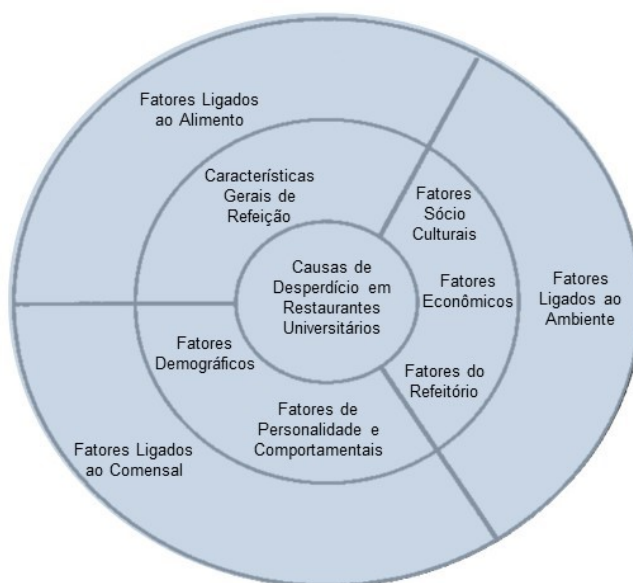 Fatores Ligados
ao Alimento
Características
Gerais de
Refeição
Fatores
Sócio
Culturais
Causas de
Desperdício em
Restaurantes
Universitários
Fatores
Econômicos
Fatores
Ligados ao
Ambiente
Fatores
Demográficos
Fatores do
Refeitório
Fatores de
Personalidade e
Comportamentais
Fatores Ligados
ao Comensal